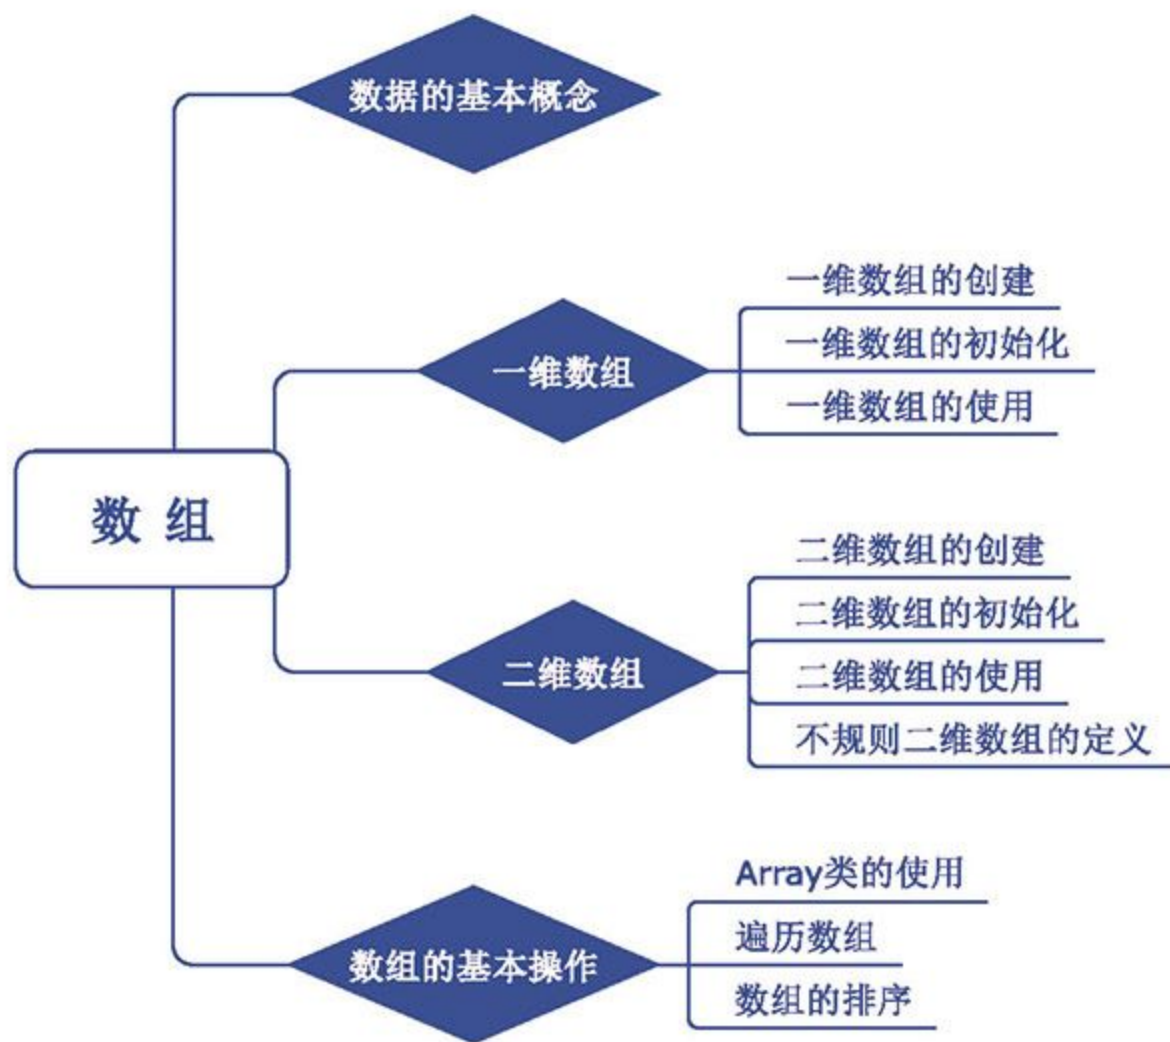 数据的基本概念
一维数组的创建
一维数组的初始化
一维数组
一维数组的使用
数组
二维数组的创建
二维数组的初始化
二维数组
二维数组的使用
不规则二维数组的定义
Array类的使用
遍历数组
数组的基本操作
数组的排序